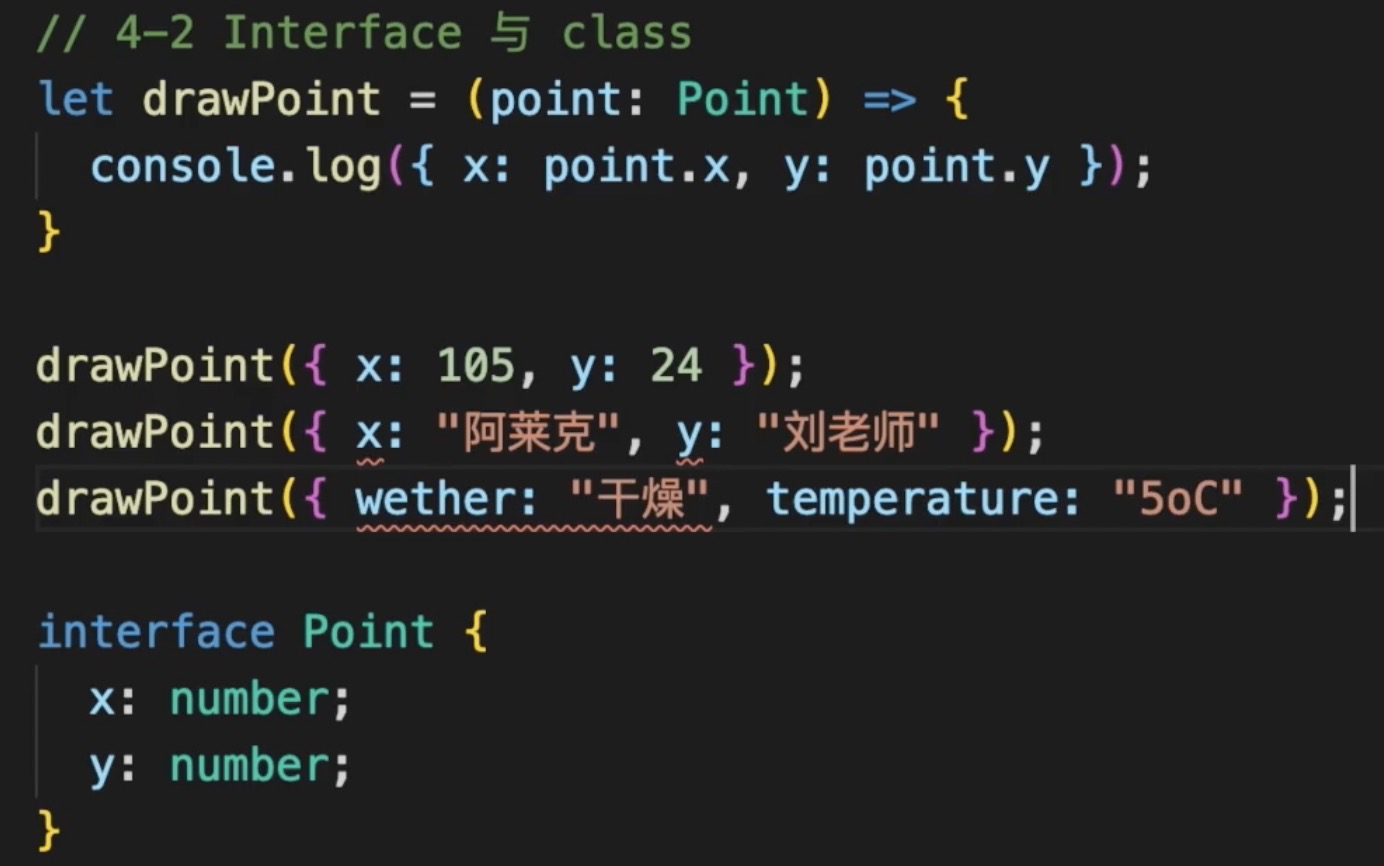 // 4-2 Interface 与 class
let drawPoint = (point: Point) => {
console.log({ x: point.x, y: point.y });
}
drawPoint({ x: 105, y: 24 });
drawPoint({ x: "阿莱克", y: "刘老师" });
drawPoint({ wether: "干燥", temperature: "5oC" });
interface Point {
x: number;
y: number;
}